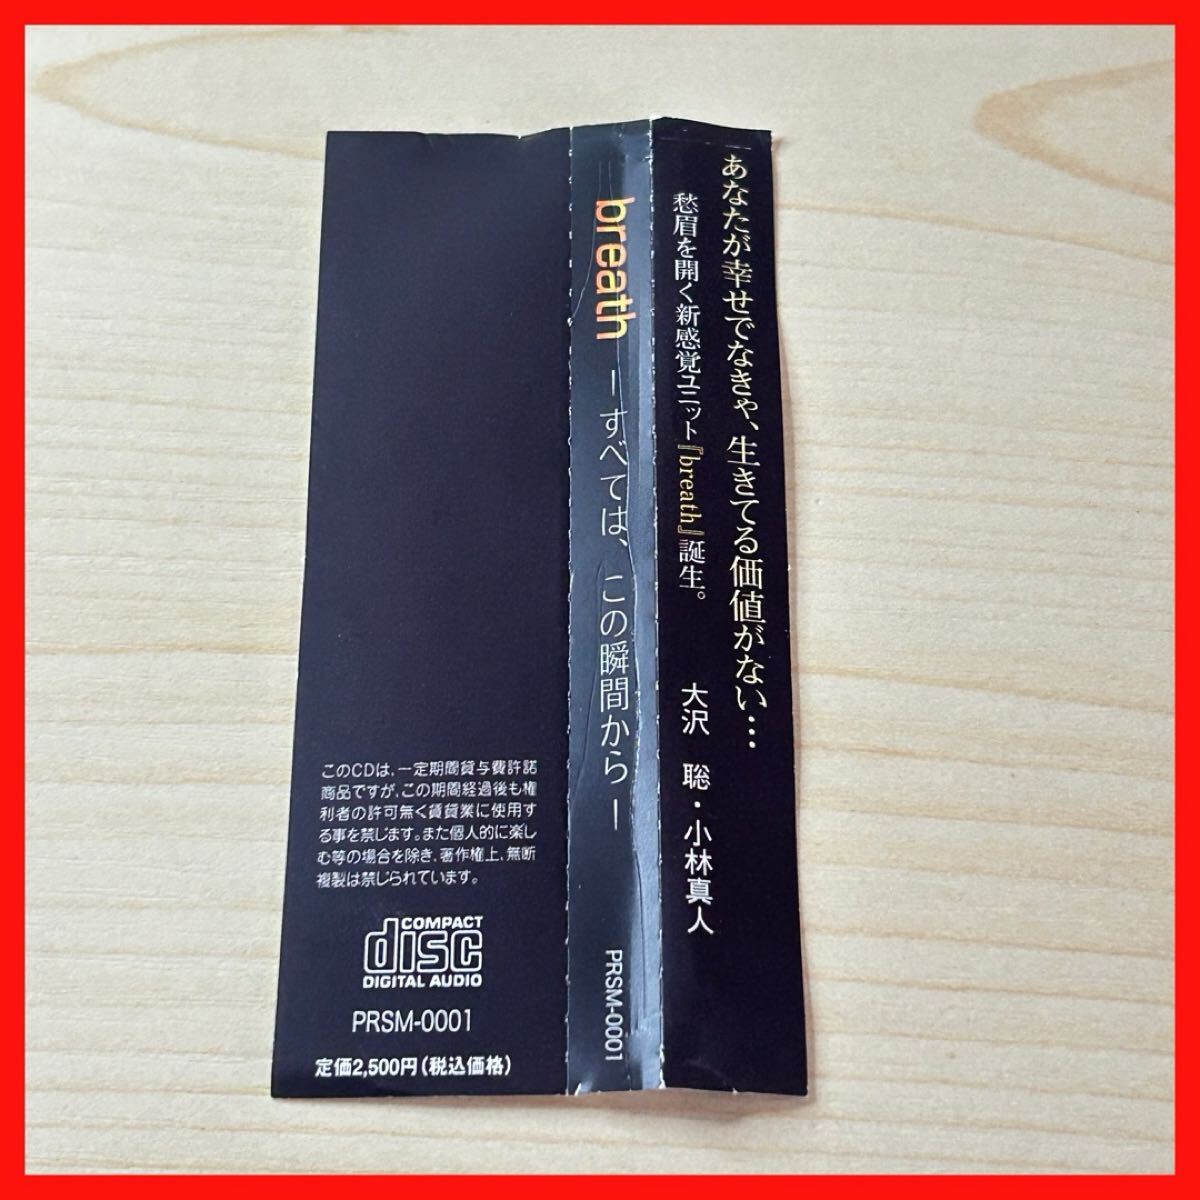 あなたが幸せでなきゃ、生きてる価値がない…
愁眉を開く新感覚ユニット『breath』誕生。
大沢　聡・小林真人
breath －すべては、この瞬間から－
PRSM-0001
このCDは、一定期間貸与費許諾
商品ですが、この期間経過後も権
利者の許可無く賃貸業に使用す
る事を禁じます。また個人的に楽し
む等の場合を除き、著作権上、無断
複製は禁じられています。
COMPACT
disc
DIGITAL AUDIO
PRSM-0001
定価2,500円(税込価格)